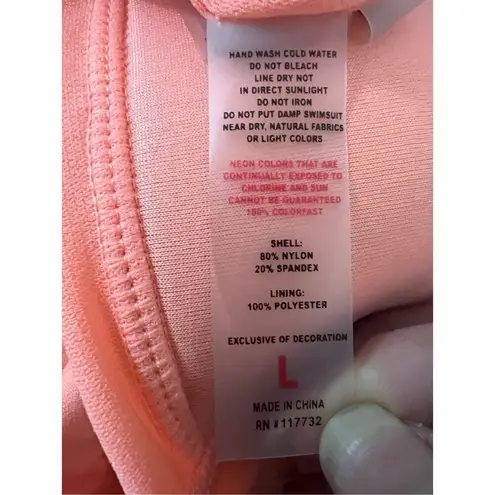 HAND WASH COLD WATER
DO NOT BLEACH
LINE DRY NOT
IN DIRECT SUNLIGHT
DO NOT IRON
DO NOT PUT DAMP SWIMSUIT
NEAR DRY, NATURAL FABRICS
OR LIGHT COLORS
NEON COLORS THAT ARE
CONTINUALLY EXPOSED TO
CHLORINE AND SUN
CANNOT BE GUARANTEED
100% COLORFAST
SHELL:
80% NYLON
20% SPANDEX
LINING:
100% POLYESTER
EXCLUSIVE OF DECORATION
L
MADE IN CHINA
RN #117732